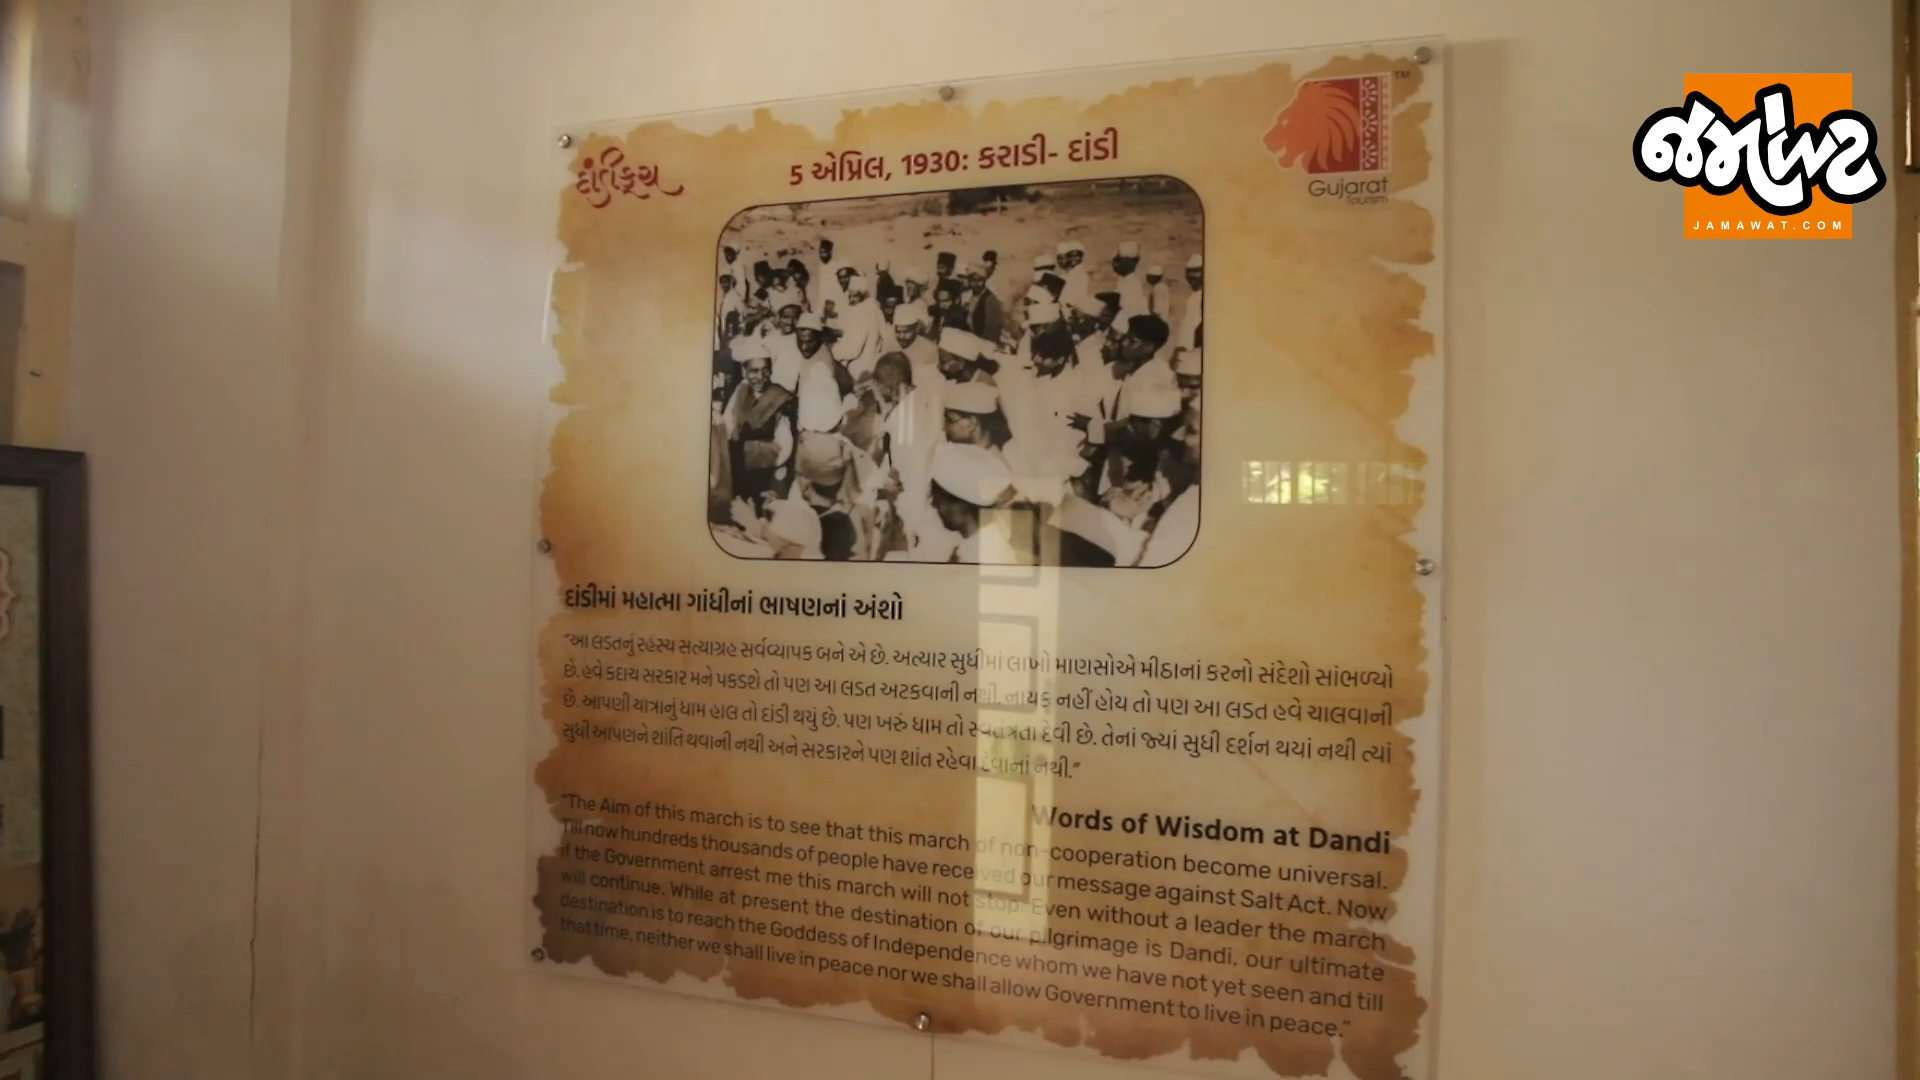 દાંડીકૂચ
5 એપ્રિલ, 1930: કરાડી- દાંડી
TM
Gujarat
Tourism
જમાવટ
JAMAWAT.COM
દાંડીમાં મહાત્મા ગાંધીનાં ભાષણનાં અંશો
"આ લડતનું રહસ્ય સત્યાગ્રહ સર્વવ્યાપક બને એ છે. અત્યાર સુધીમાં લાખો માણસોએ મીઠાનાં કરનો સંદેશો સાંભળ્યો
છે. હવે કદાચ સરકાર મને પકડશે તો પણ આ લડત અટકવાની નથી. નાયક નહીં હોય તો પણ આ લડત હવે ચાલવાની
છે. આપણી યાત્રાનું ધામ હાલ તો દાંડી થયું છે. પણ ખરું ધામ તો સ્વતંત્રતા દેવી છે. તેનાં જ્યાં સુધી દર્શન થયાં નથી ત્યાં
સુધી આપણને શાંતિ થવાની નથી અને સરકારને પણ શાંત રહેવા દેવાનાં નથી."
Words of Wisdom at Dandi
"The Aim of this march is to see that this march of non-cooperation become universal.
Till now hundreds thousands of people have received our message against Salt Act. Now
if the Government arrest me this march will not stop. Even without a leader the march
will continue. While at present the destination of our pilgrimage is Dandi, our ultimate
destination is to reach the Goddess of Independence whom we have not yet seen and till
that time, neither we shall live in peace nor we shall allow Government to live in peace."